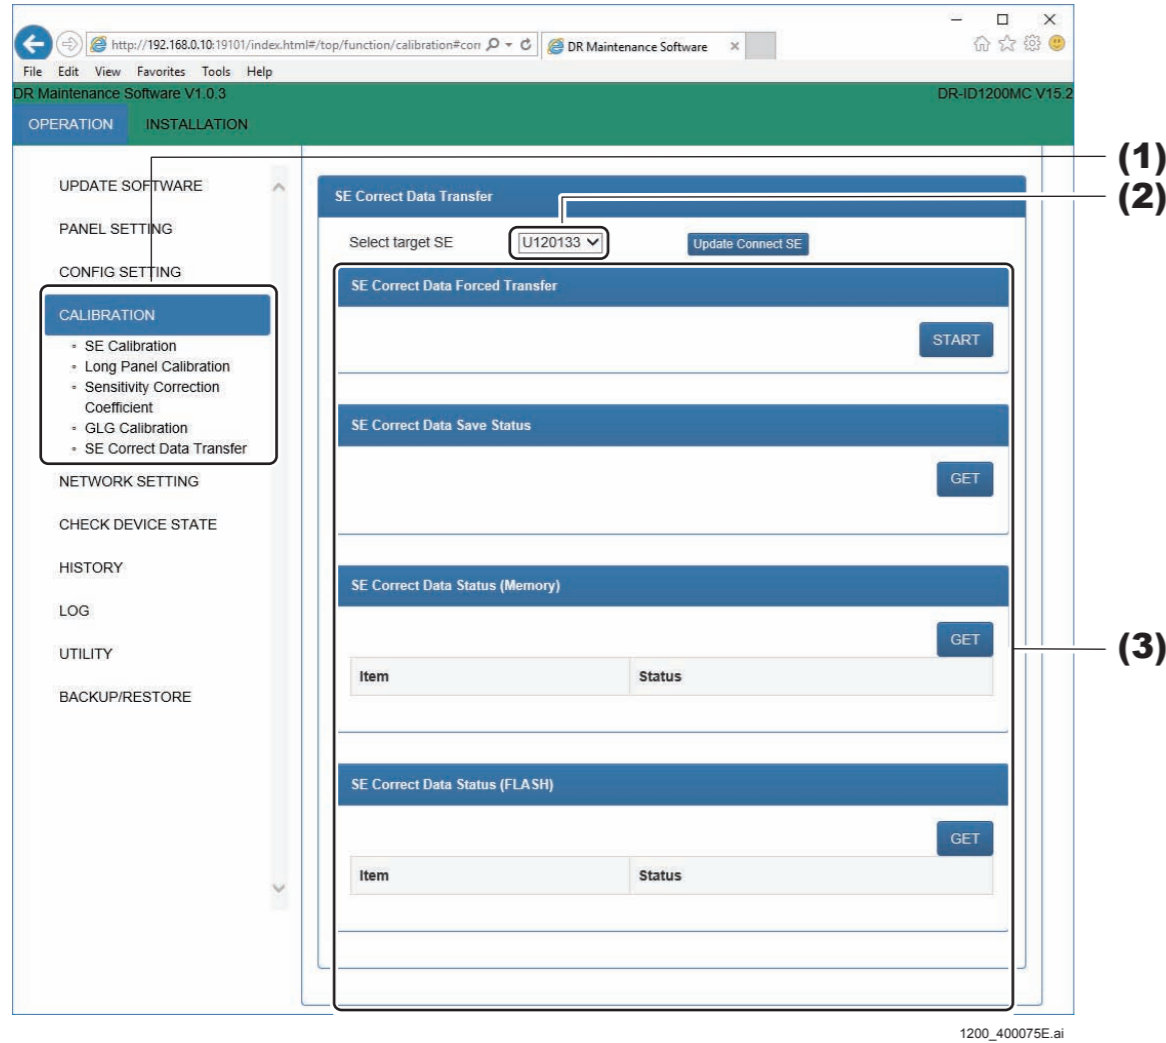 http://192.168.0.10:19101/index.html#/top/function/calibration#corr
DR Maintenance Software
File Edit View Favorites Tools Help
DR Maintenance Software V1.0.3
DR-ID1200MC V15.2
OPERATION INSTALLATION
(1)
(2)
(3)
UPDATE SOFTWARE
PANEL SETTING
CONFIG SETTING
CALIBRATION
SE Calibration
Long Panel Calibration
Sensitivity Correction
Coefficient
GLG Calibration
SE Correct Data Transfer
NETWORK SETTING
CHECK DEVICE STATE
HISTORY
LOG
UTILITY
BACKUP/RESTORE
SE Correct Data Transfer
Select target SE U120133 Update Connect SE
SE Correct Data Forced Transfer
START
SE Correct Data Save Status
GET
SE Correct Data Status (Memory)
GET
Item Status
SE Correct Data Status (FLASH)
GET
Item Status
1200_400075E.ai